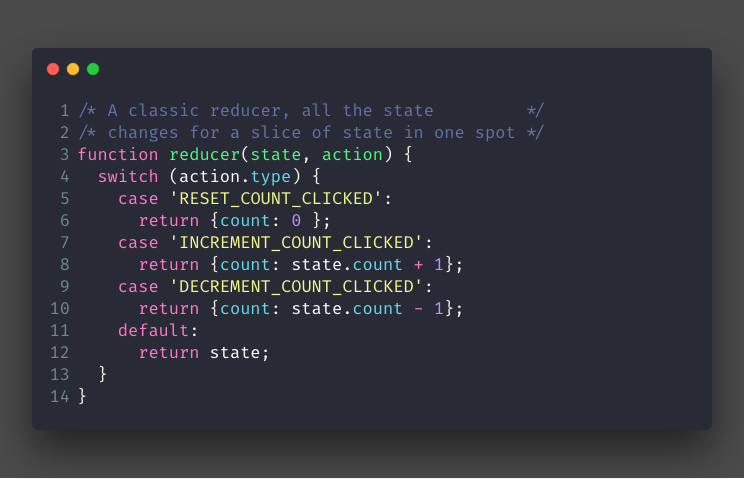 1 /* A classic reducer, all the state         */
2 /* changes for a slice of state in one spot */
3 function reducer(state, action) {
4   switch (action.type) {
5     case 'RESET_COUNT_CLICKED':
6       return {count: 0 };
7     case 'INCREMENT_COUNT_CLICKED':
8       return {count: state.count + 1};
9     case 'DECREMENT_COUNT_CLICKED':
10       return {count: state.count - 1};
11     default:
12       return state;
13   }
14 }